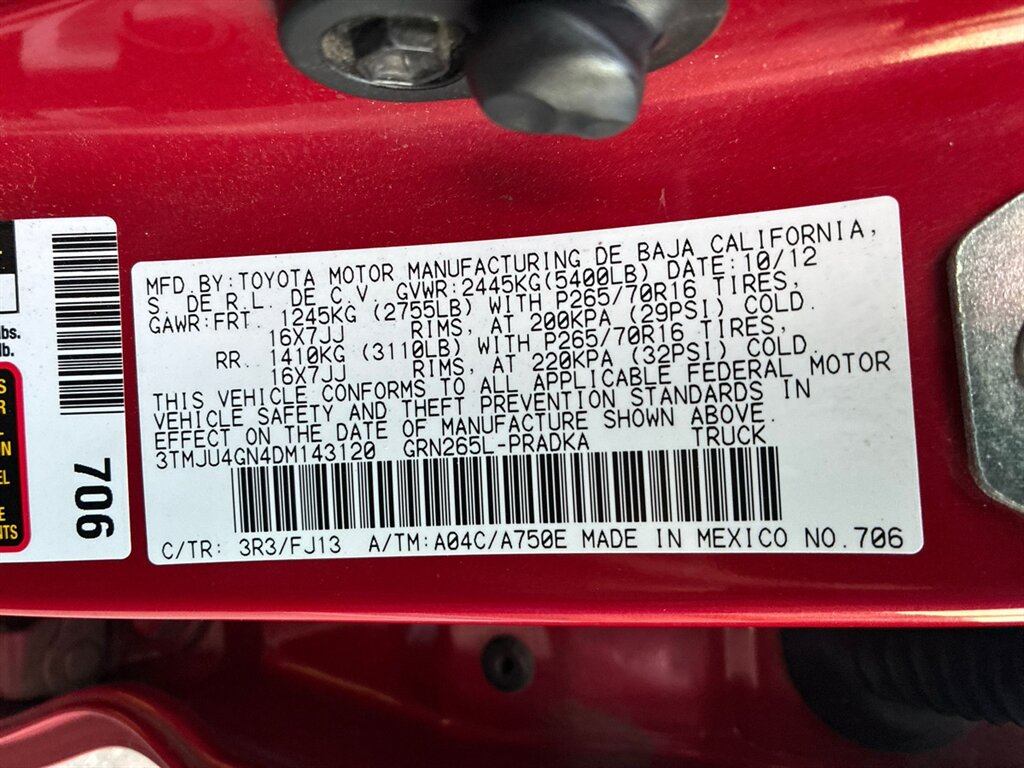 MFD.BY:TOYOTA MOTOR MANUFACTURING DE BAJA CALIFORNIA,
S. DE R.L. DE C.V. GVWR:2445KG(5400LB) DATE:10/12
GAWR:FRT. 1245KG (2755LB) WITH P265/70R16 TIRES,
16X7JJ RIMS, AT 200KPA (29PSI) COLD.
RR. 1410KG (3110LB) WITH P265/70R16 TIRES,
16X7JJ RIMS, AT 220KPA (32PSI) COLD.
THIS VEHICLE CONFORMS TO ALL APPLICABLE FEDERAL MOTOR
VEHICLE SAFETY AND THEFT PREVENTION STANDARDS IN
EFFECT ON THE DATE OF MANUFACTURE SHOWN ABOVE.
3TMJU4GN4DM143120 GRN265L-PRADKA TRUCK
C/TR: 3R3/FJ13 A/TM:A04C/A750E MADE IN MEXICO NO.706
706
lbs.
lb.